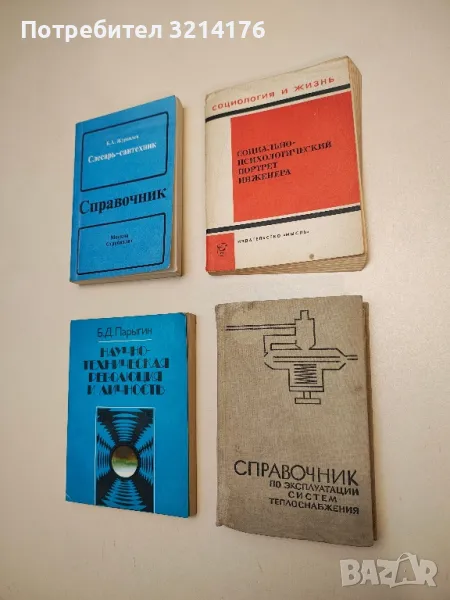 Потребител 3214176
Слесарь-сантехник
Справочник
СОЦИОЛОГИЯ И ЖИЗНЬ
СОЦИАЛЬНО-
ПСИХОЛОГИЧЕСКИЙ
ПОРТРЕТ
ИНЖЕНЕРА
ИЗДАТЕЛЬСТВО «МЫСЛЬ»
Б.Д. Парыгин
НАУЧНО-
ТЕХНИЧЕСКАЯ
РЕВОЛЮЦИЯ
И ЛИЧНОСТЬ
СПРАВОЧНИК
ПО ЭКСПЛУАТАЦИИ
СИСТЕМ
ТЕПЛОСНАБЖЕНИЯ
bazar